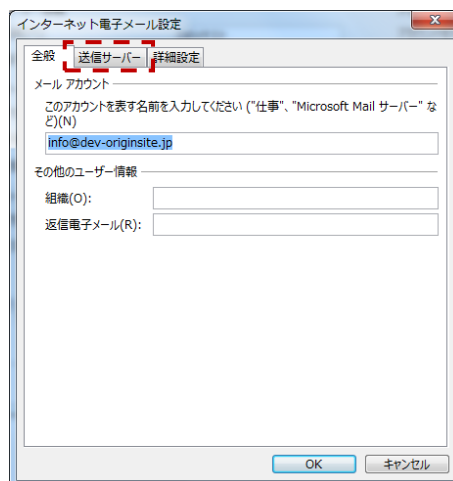 インターネット電子メール設定
全般 送信サーバー 詳細設定
メール アカウント
このアカウントを表す名前を入力してください ("仕事"、"Microsoft Mail サーバー" な
ど)(N)
info@dev-originsite.jp
その他のユーザー情報
組織(O):
返信電子メール(R):
OK キャンセル